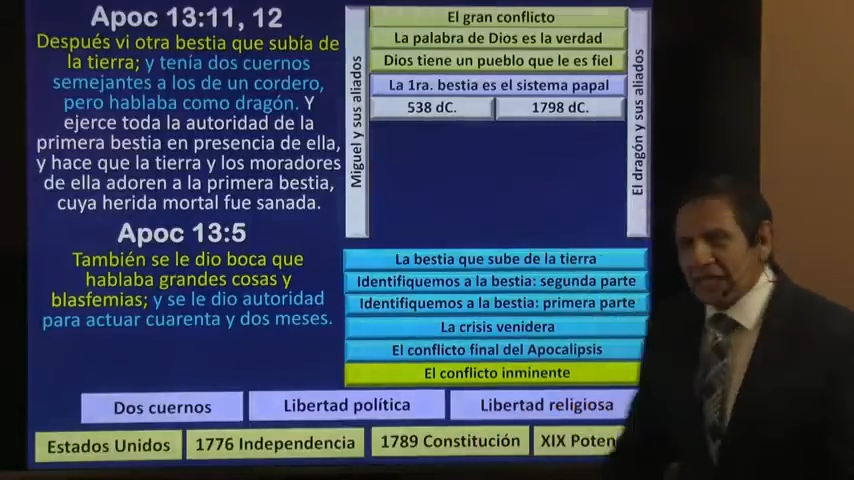 Apoc 13:11, 12
Después vi otra bestia que subía de
la tierra; y tenía dos cuernos
semejantes a los de un cordero,
pero hablaba como dragón. Y
ejerce toda la autoridad de la
primera bestia en presencia de ella,
y hace que la tierra y los moradores
de ella adoren a la primera bestia,
cuya herida mortal fue sanada.
Apoc 13:5
También se le dio boca que
hablaba grandes cosas y
blasfemias; y se le dio autoridad
para actuar cuarenta y dos meses.
Miguel y sus aliados
El gran conflicto
La palabra de Dios es la verdad
Dios tiene un pueblo que le es fiel
La 1ra. bestia es el sistema papal
538 dC.
1798 dC.
El dragón y sus aliados
La bestia que sube de la tierra
Identifiquemos a la bestia: segunda parte
Identifiquemos a la bestia: primera parte
La crisis venidera
El conflicto final del Apocalipsis
El conflicto inminente
Dos cuernos
Libertad política
Libertad religiosa
Estados Unidos
1776 Independencia
1789 Constitución
XIX Poten